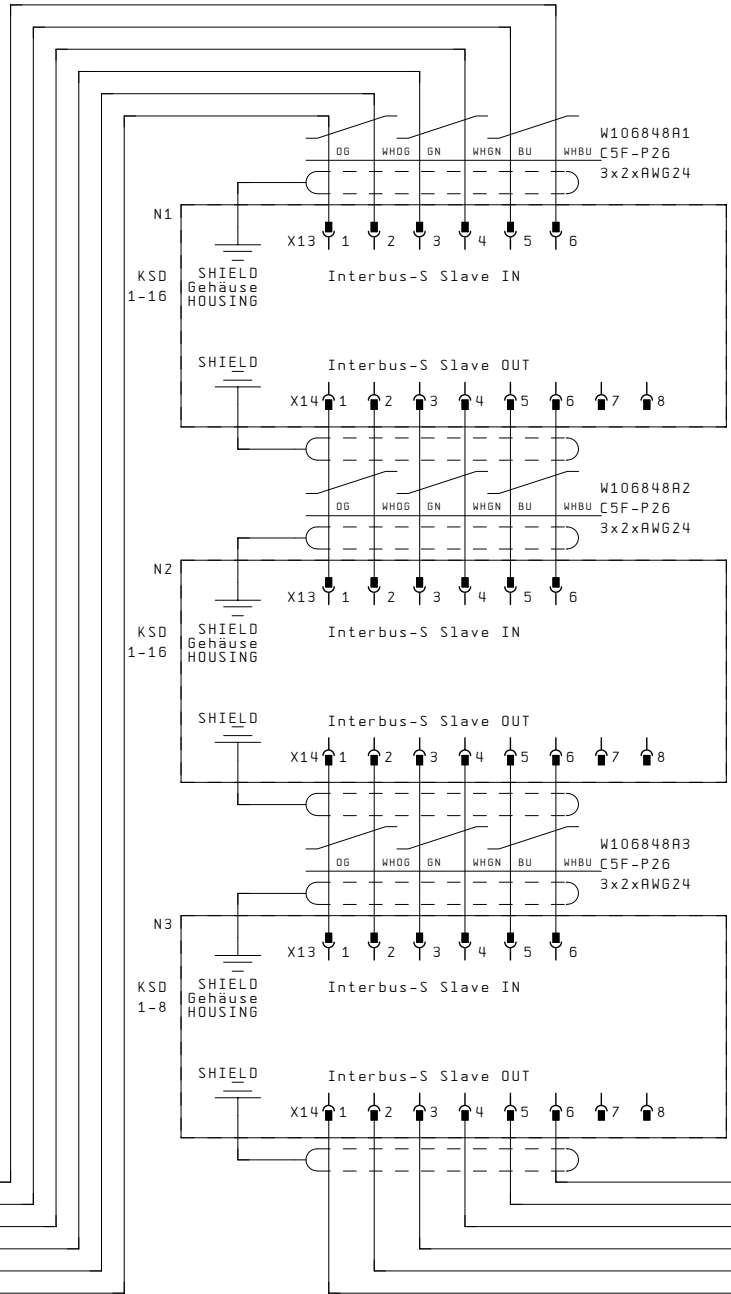 W106848A1
OG WHOG GN WHGN BU WHBU C5F-P26
3x2xAWG24
N1
X13 1 2 3 4 5 6
KSD SHIELD Interbus-S Slave IN
1-16 Gehäuse
HOUSING
SHIELD Interbus-S Slave OUT
X14 1 2 3 4 5 6 7 8
W106848A2
OG WHOG GN WHGN BU WHBU C5F-P26
3x2xAWG24
N2
X13 1 2 3 4 5 6
KSD SHIELD Interbus-S Slave IN
1-16 Gehäuse
HOUSING
SHIELD Interbus-S Slave OUT
X14 1 2 3 4 5 6 7 8
W106848A3
OG WHOG GN WHGN BU WHBU C5F-P26
3x2xAWG24
N3
X13 1 2 3 4 5 6
KSD SHIELD Interbus-S Slave IN
1-8 Gehäuse
HOUSING
SHIELD Interbus-S Slave OUT
X14 1 2 3 4 5 6 7 8